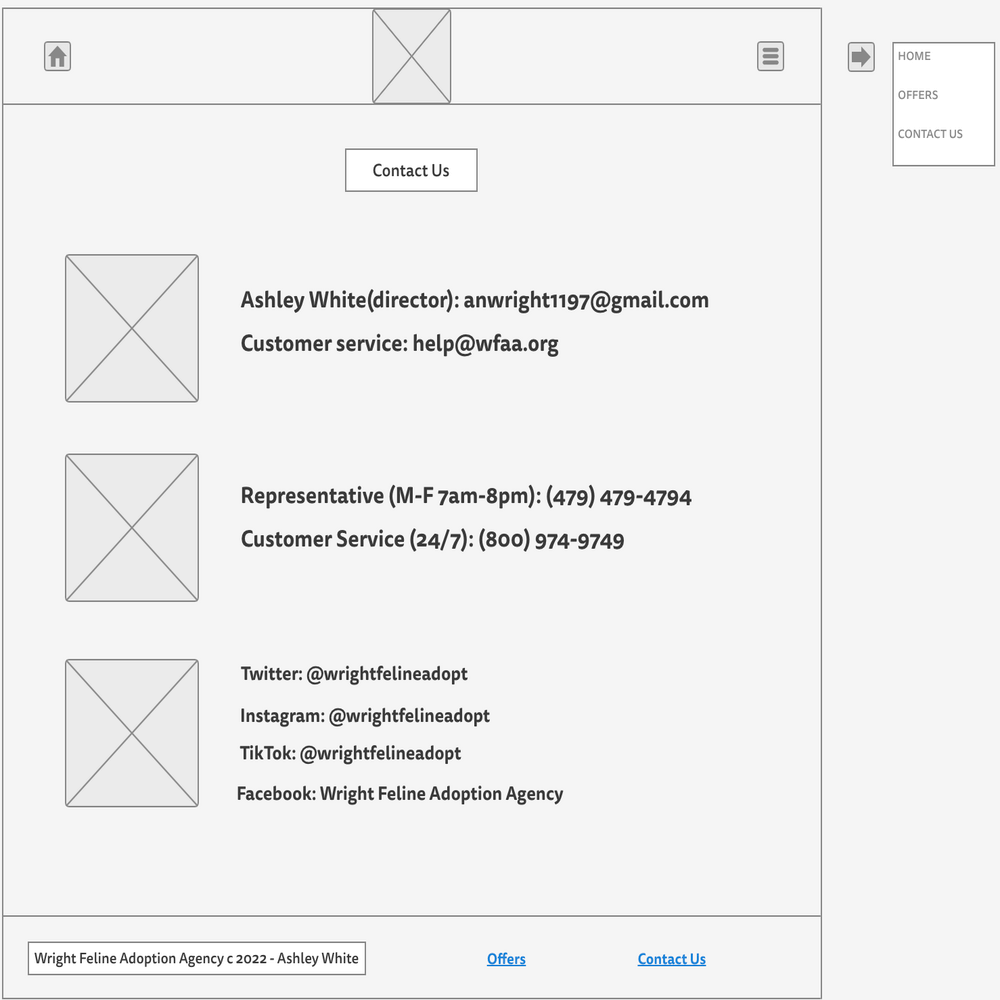 HOME
OFFERS
CONTACT US
Contact Us
Ashley White(director): anwright1197@gmail.com
Customer service: help@wfaa.org
Representative (M-F 7am-8pm): (479) 479-4794
Customer Service (24/7): (800) 974-9749
Twitter: @wrightfelineadopt
Instagram: @wrightfelineadopt
TikTok: @wrightfelineadopt
Facebook: Wright Feline Adoption Agency
Wright Feline Adoption Agency c 2022 - Ashley White
Offers
Contact Us